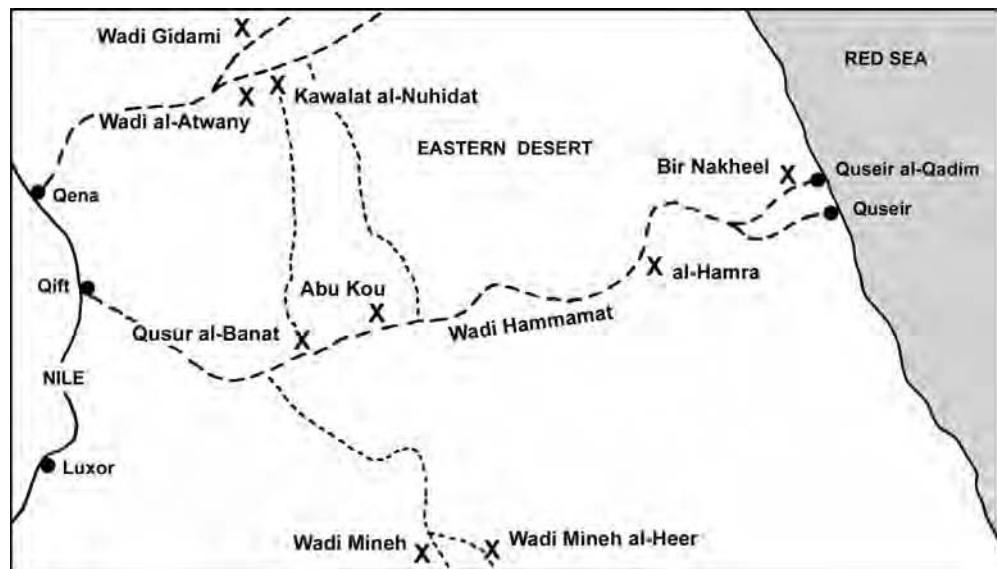 Wadi Gidami
RED SEA
Kawalat al-Nuhidat
Wadi al-Atwany
EASTERN DESERT
Bir Nakheel
Quseir al-Qadim
Qena
Quseir
al-Hamra
Qift
Abu Kou
Wadi Hammamat
Qusur al-Banat
NILE
Luxor
Wadi Mineh
Wadi Mineh al-Heer